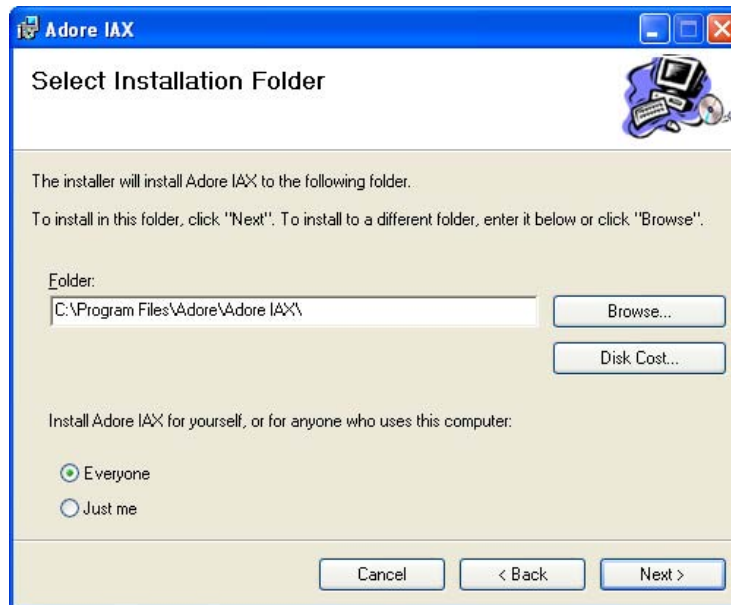 Adore IAX
Select Installation Folder
The installer will install Adore IAX to the following folder.
To install in this folder, click "Next". To install to a different folder, enter it below or click "Browse".
Folder:
C:\Program Files\Adore\Adore IAX\
Browse...
Disk Cost...
Install Adore IAX for yourself, or for anyone who uses this computer:
Everyone
Just me
Cancel
< Back
Next >